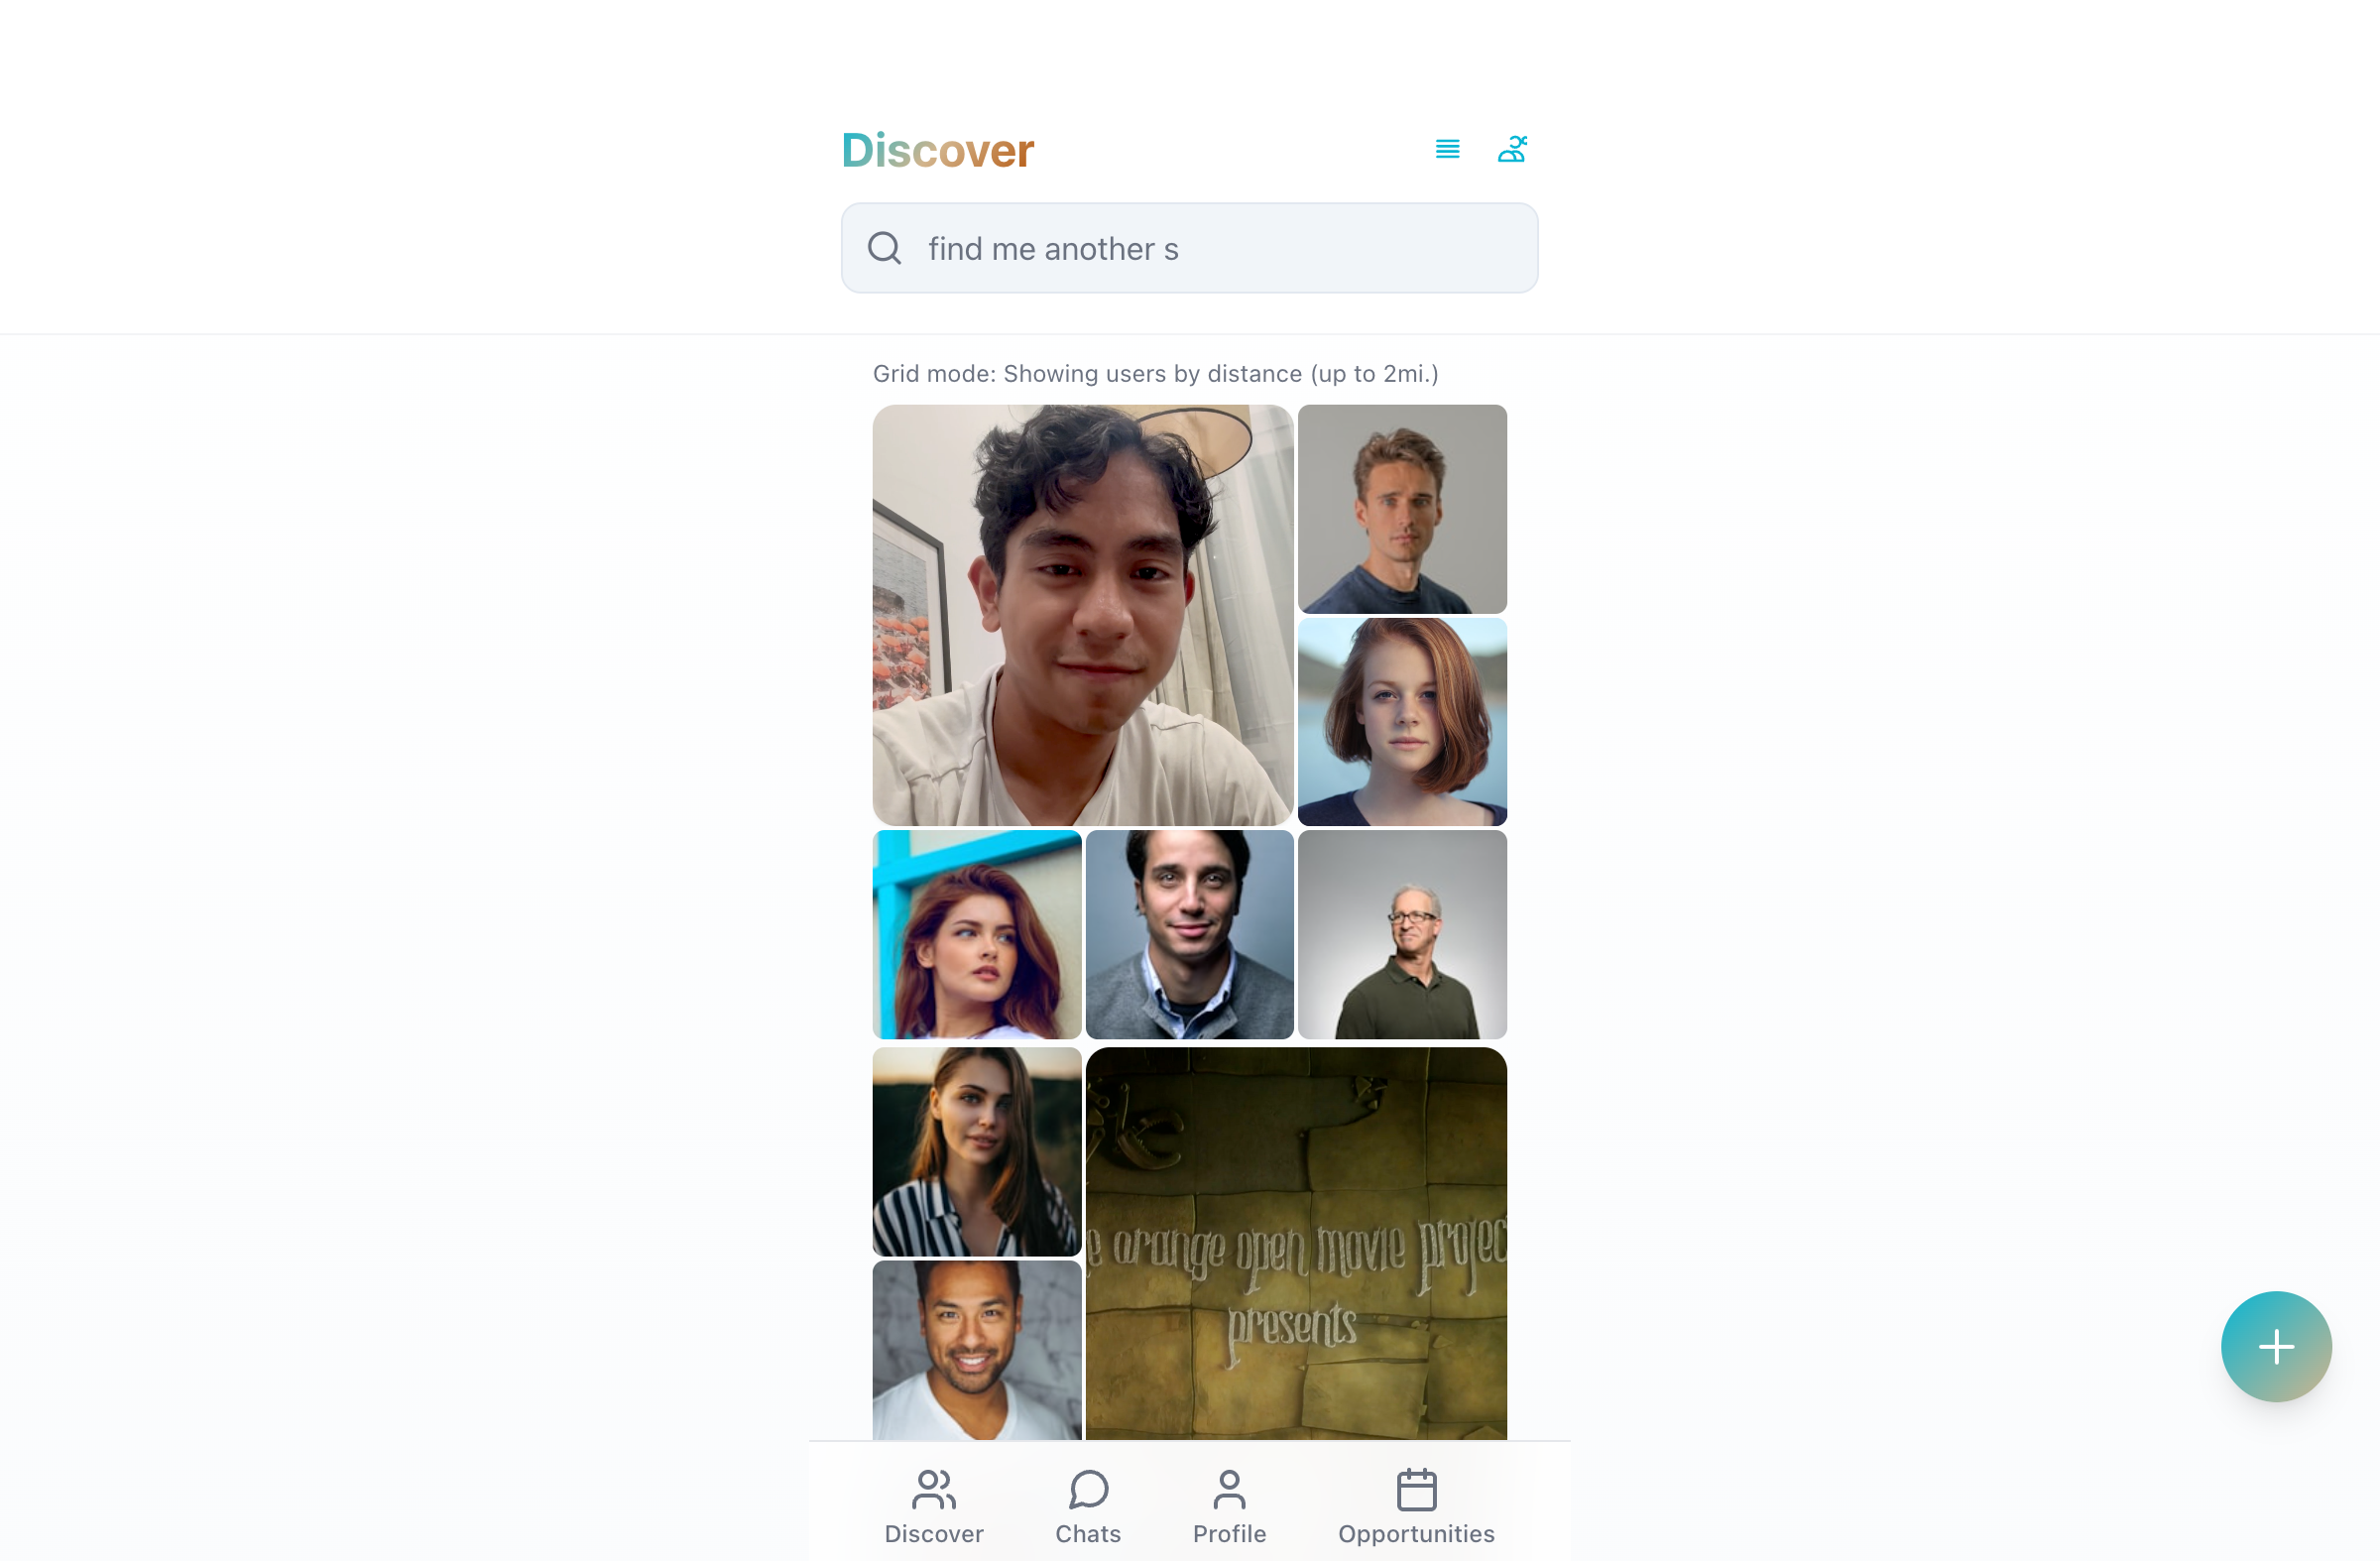 Discover
find me another s
Grid mode: Showing users by distance (up to 2mi.)
orange open movie
presents
Discover
Chats
Profile
Opportunities